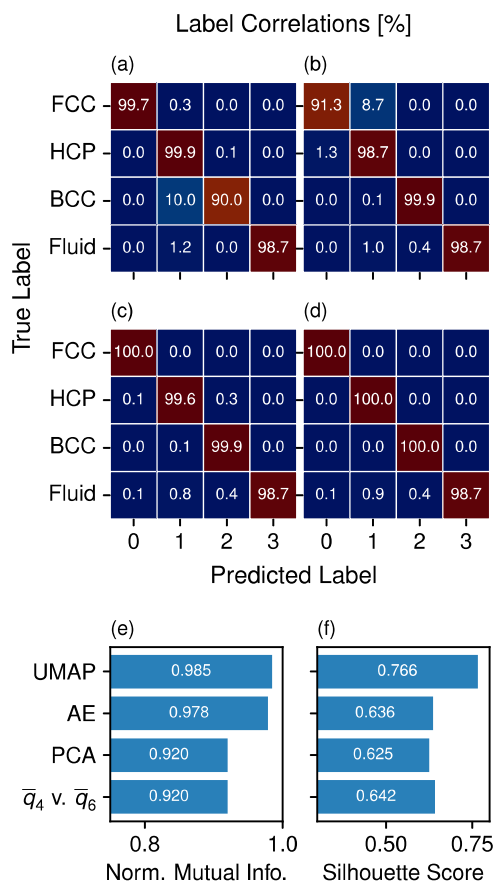 Label Correlations [%]
(a) (b)
FCC 99.7 0.3 0.0 0.0 91.3 8.7 0.0 0.0
HCP 0.0 99.9 0.1 0.0 1.3 98.7 0.0 0.0
BCC 0.0 10.0 90.0 0.0 0.0 0.1 99.9 0.0
Fluid 0.0 1.2 0.0 98.7 0.0 1.0 0.4 98.7
True Label
(c) (d)
FCC 100.0 0.0 0.0 0.0 100.0 0.0 0.0 0.0
HCP 0.1 99.6 0.3 0.0 0.0 100.0 0.0 0.0
BCC 0.0 0.1 99.9 0.0 0.0 0.0 100.0 0.0
Fluid 0.1 0.8 0.4 98.7 0.1 0.9 0.4 98.7
0 1 2 3 0 1 2 3
Predicted Label
(e) (f)
UMAP 0.985 0.766
AE 0.978 0.636
PCA 0.920 0.625
q̅₄ v. q̅₆ 0.920 0.642
0.8 1.0 0.50 0.75
Norm. Mutual Info. Silhouette Score